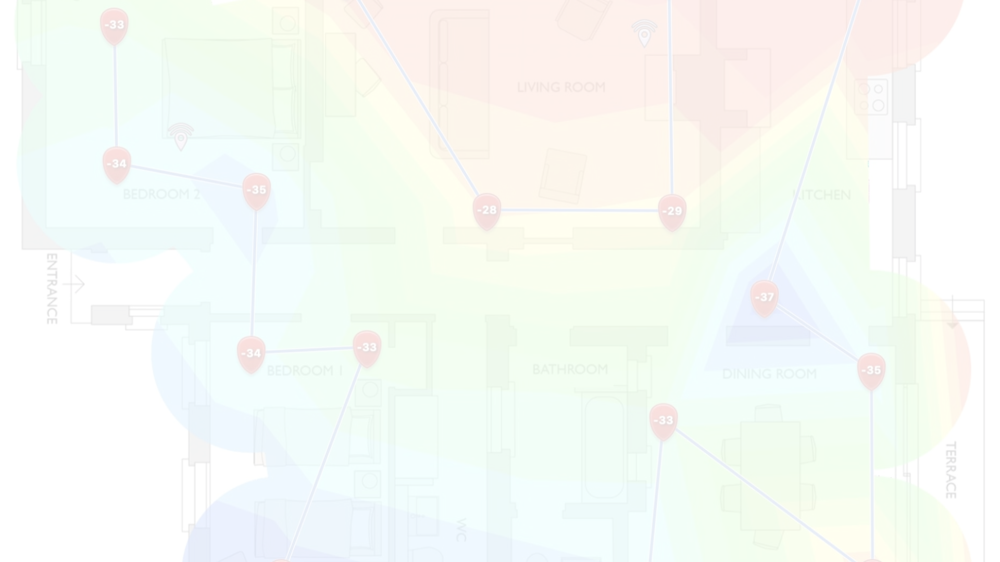 -33
LIVING ROOM
-34
-35
BEDROOM 2
KITCHEN
-28
-29
ENTRANCE
-37
-34
-33
BEDROOM 1
BATHROOM
DINING ROOM
-35
-33
TERRACE
WC